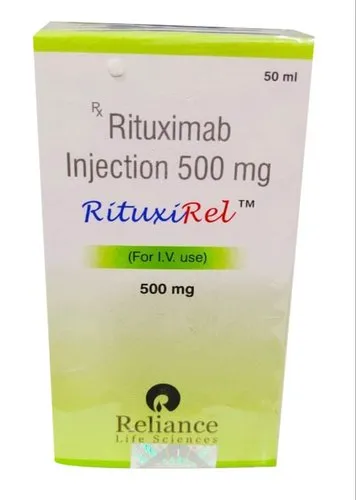 50 ml
Rx Rituximab
Injection 500 mg
RituxiRel™
(For I.V. use)
500 mg
Reliance
Life Sciences